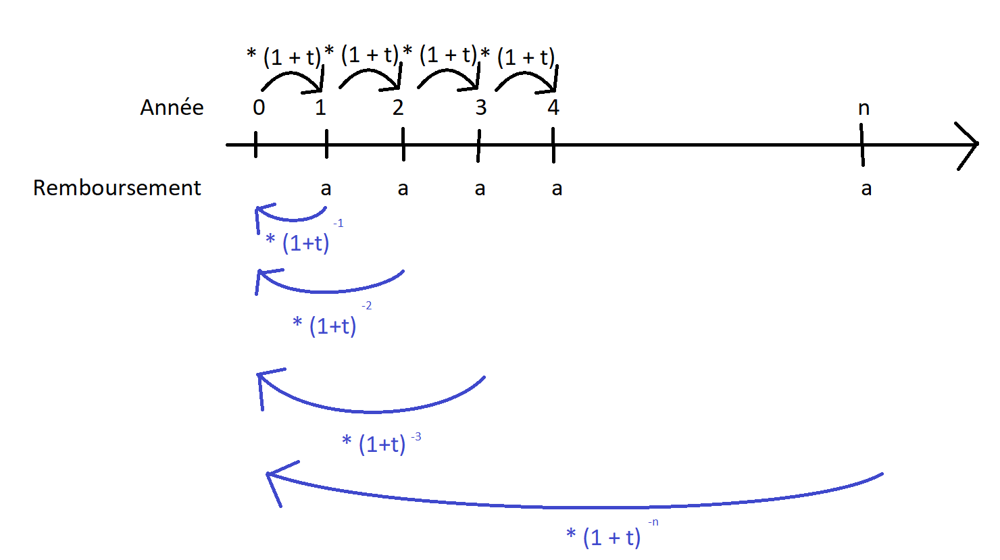 * (1 + t) * (1 + t) * (1 + t) * (1 + t)
Année 0 1 2 3 4 n
Remboursement a a a a a
* (1+t) -1
* (1+t) -2
* (1+t) -3
* (1 + t) -n